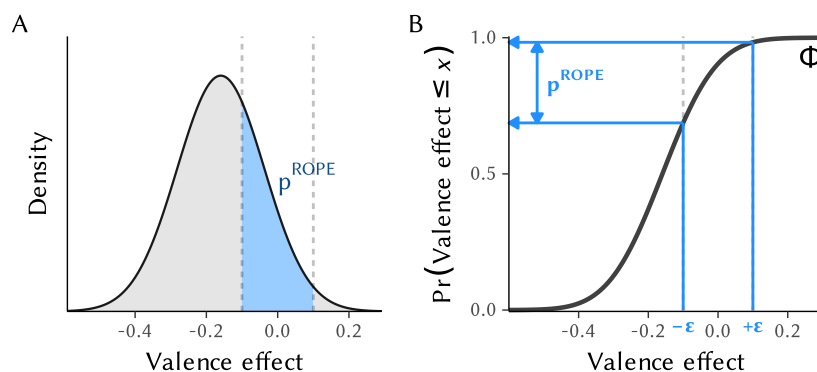 A
Density
p^ROPE
-0.4
-0.2
0.0
0.2
Valence effect
B
Pr(Valence effect ≤ x)
1.0
0.5
0.0
p^ROPE
Φ
-0.4
-0.2
−ε
0.0
+ε
0.2
Valence effect